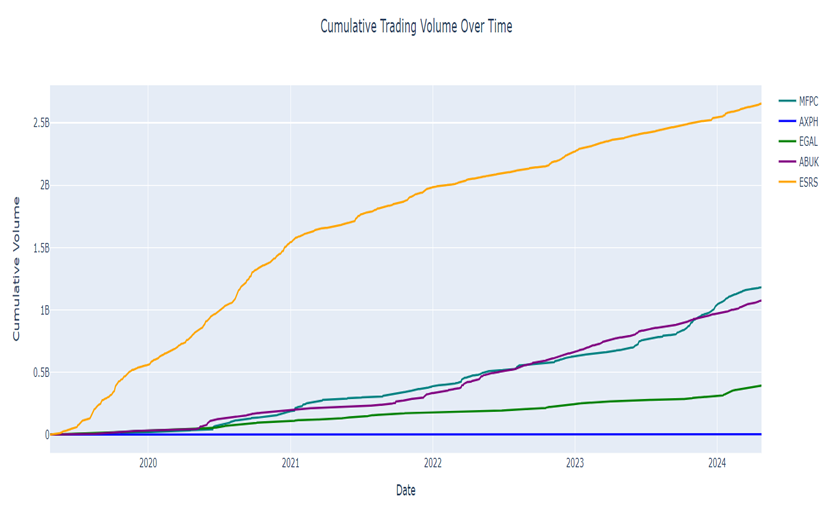 Cumulative Trading Volume Over Time
MFPC
AXPH
EGAL
ABUK
ESRS
2.5B
2B
1.5B
1B
0.5B
0
Cumulative Volume
2020
2021
2022
2023
2024
Date